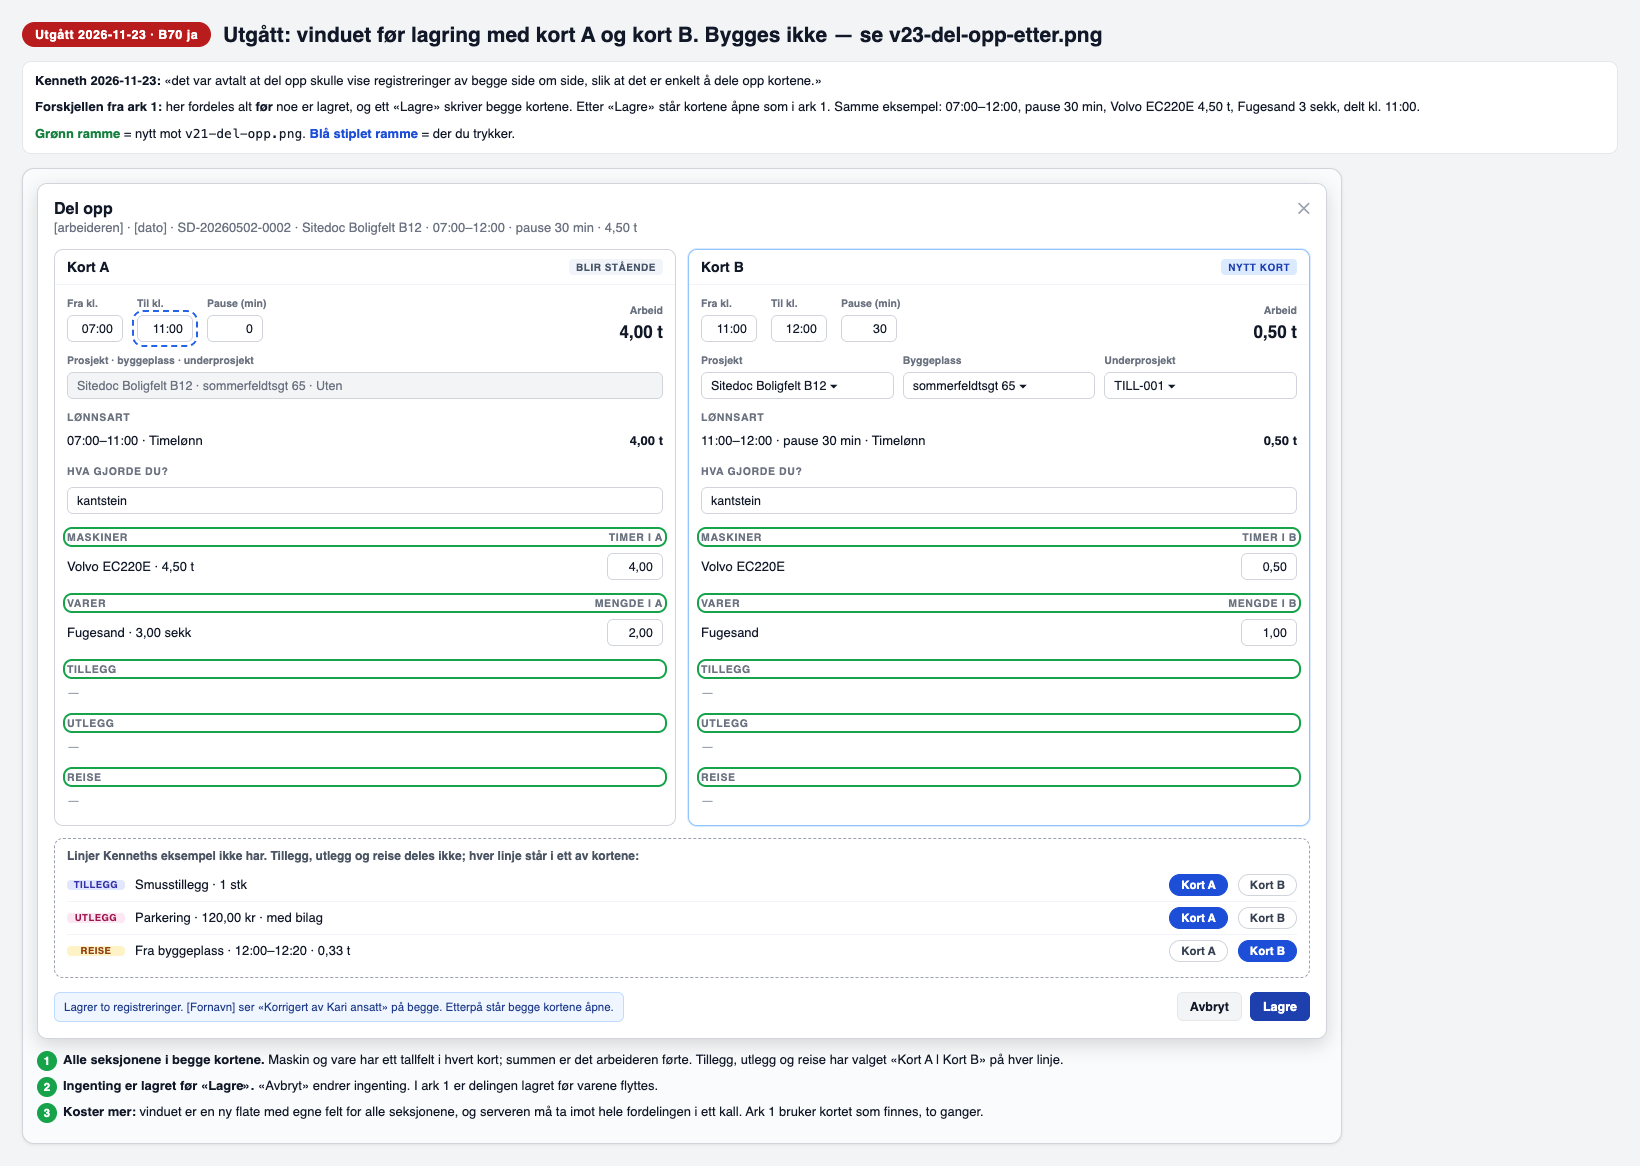 Utgått 2026-11-23 · B70 ja
Utgått: vinduet før lagring med kort A og kort B. Bygges ikke — se v23-del-opp-etter.png
Kenneth 2026-11-23: «det var avtalt at del opp skulle vise registreringer av begge side om side, slik at det er enkelt å dele opp kortene.»
Forskjellen fra ark 1: her fordeles alt før noe er lagret, og ett «Lagre» skriver begge kortene. Etter «Lagre» står kortene åpne som i ark 1. Samme eksempel: 07:00–12:00, pause 30 min, Volvo EC220E 4,50 t, Fugesand 3 sekk, delt kl. 11:00.
Grønn ramme = nytt mot v21-del-opp.png. Blå stiplet ramme = der du trykker.
Del opp
[arbeideren] · [dato] · SD-20260502-0002 · Sitedoc Boligfelt B12 · 07:00–12:00 · pause 30 min · 4,50 t
Kort A
BLIR STÅENDE
Fra kl.
Til kl.
Pause (min)
Arbeid
07:00
11:00
0
4,00 t
Prosjekt · byggeplass · underprosjekt
Sitedoc Boligfelt B12 · sommerfeldtsgt 65 · Uten
LØNNSART
07:00–11:00 · Timelønn
4,00 t
HVA GJORDE DU?
kantstein
MASKINER
TIMER I A
Volvo EC220E · 4,50 t
4,00
VARER
MENGDE I A
Fugesand · 3,00 sekk
2,00
TILLEGG
—
UTLEGG
—
REISE
—
Kort B
NYTT KORT
Fra kl.
Til kl.
Pause (min)
Arbeid
11:00
12:00
30
0,50 t
Prosjekt
Byggeplass
Underprosjekt
Sitedoc Boligfelt B12
sommerfeldtsgt 65
TILL-001
LØNNSART
11:00–12:00 · pause 30 min · Timelønn
0,50 t
HVA GJORDE DU?
kantstein
MASKINER
TIMER I B
Volvo EC220E
0,50
VARER
MENGDE I B
Fugesand
1,00
TILLEGG
—
UTLEGG
—
REISE
—
Linjer Kenneths eksempel ikke har. Tillegg, utlegg og reise deles ikke; hver linje står i ett av kortene:
TILLEGG
Smusstillegg · 1 stk
Kort A
Kort B
UTLEGG
Parkering · 120,00 kr · med bilag
Kort A
Kort B
REISE
Fra byggeplass · 12:00–12:20 · 0,33 t
Kort A
Kort B
Lagrer to registreringer. [Fornavn] ser «Korrigert av Kari ansatt» på begge. Etterpå står begge kortene åpne.
Avbryt
Lagre
1 Alle seksjonene i begge kortene. Maskin og vare har ett tallfelt i hvert kort; summen er det arbeideren førte. Tillegg, utlegg og reise har valget «Kort A | Kort B» på hver linje.
2 Ingenting er lagret før «Lagre». «Avbryt» endrer ingenting. I ark 1 er delingen lagret før varene flyttes.
3 Koster mer: vinduet er en ny flate med egne felt for alle seksjonene, og serveren må ta imot hele fordelingen i ett kall. Ark 1 bruker kortet som finnes, to ganger.